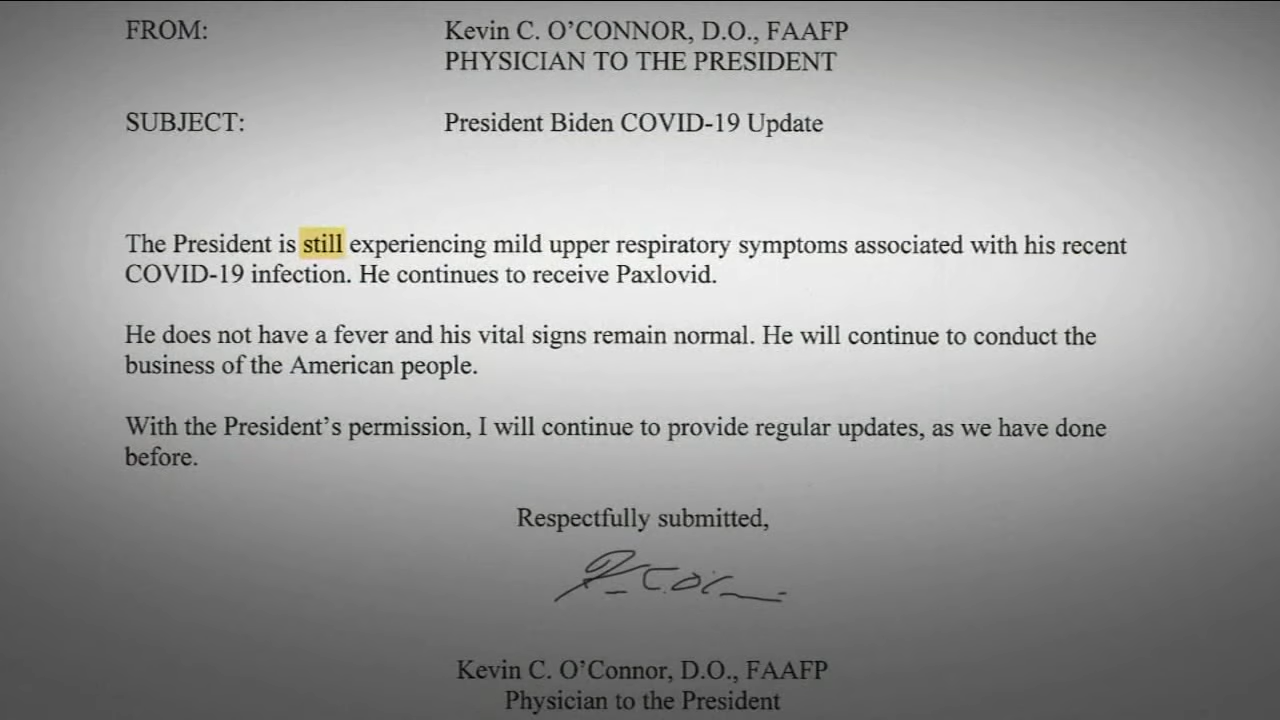 FROM: Kevin C. O’CONNOR, D.O., FAAFP
PHYSICIAN TO THE PRESIDENT
SUBJECT: President Biden COVID-19 Update
The President is still experiencing mild upper respiratory symptoms associated with his recent
COVID-19 infection. He continues to receive Paxlovid.
He does not have a fever and his vital signs remain normal. He will continue to conduct the
business of the American people.
With the President’s permission, I will continue to provide regular updates, as we have done
before.
Respectfully submitted,
Kevin C. O’Connor, D.O., FAAFP
Physician to the President